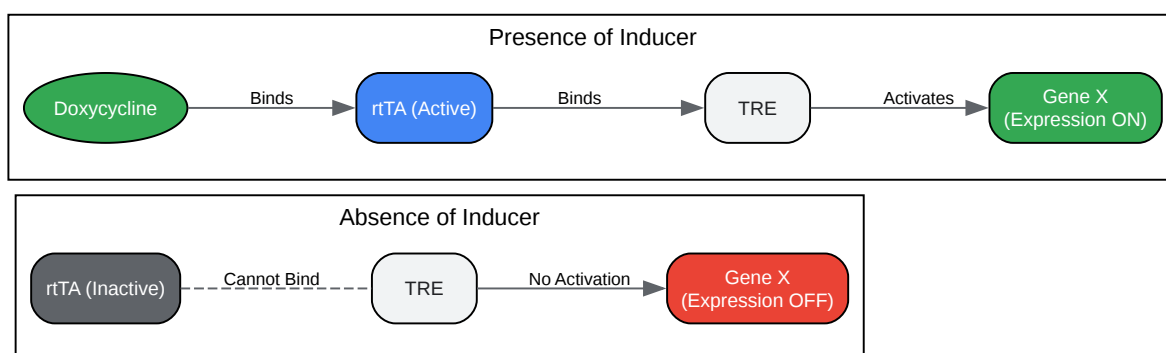 Presence of Inducer
Doxycycline
Binds
rtTA (Active)
Binds
TRE
Activates
Gene X
(Expression ON)
Absence of Inducer
rtTA (Inactive)
Cannot Bind
TRE
No Activation
Gene X
(Expression OFF)